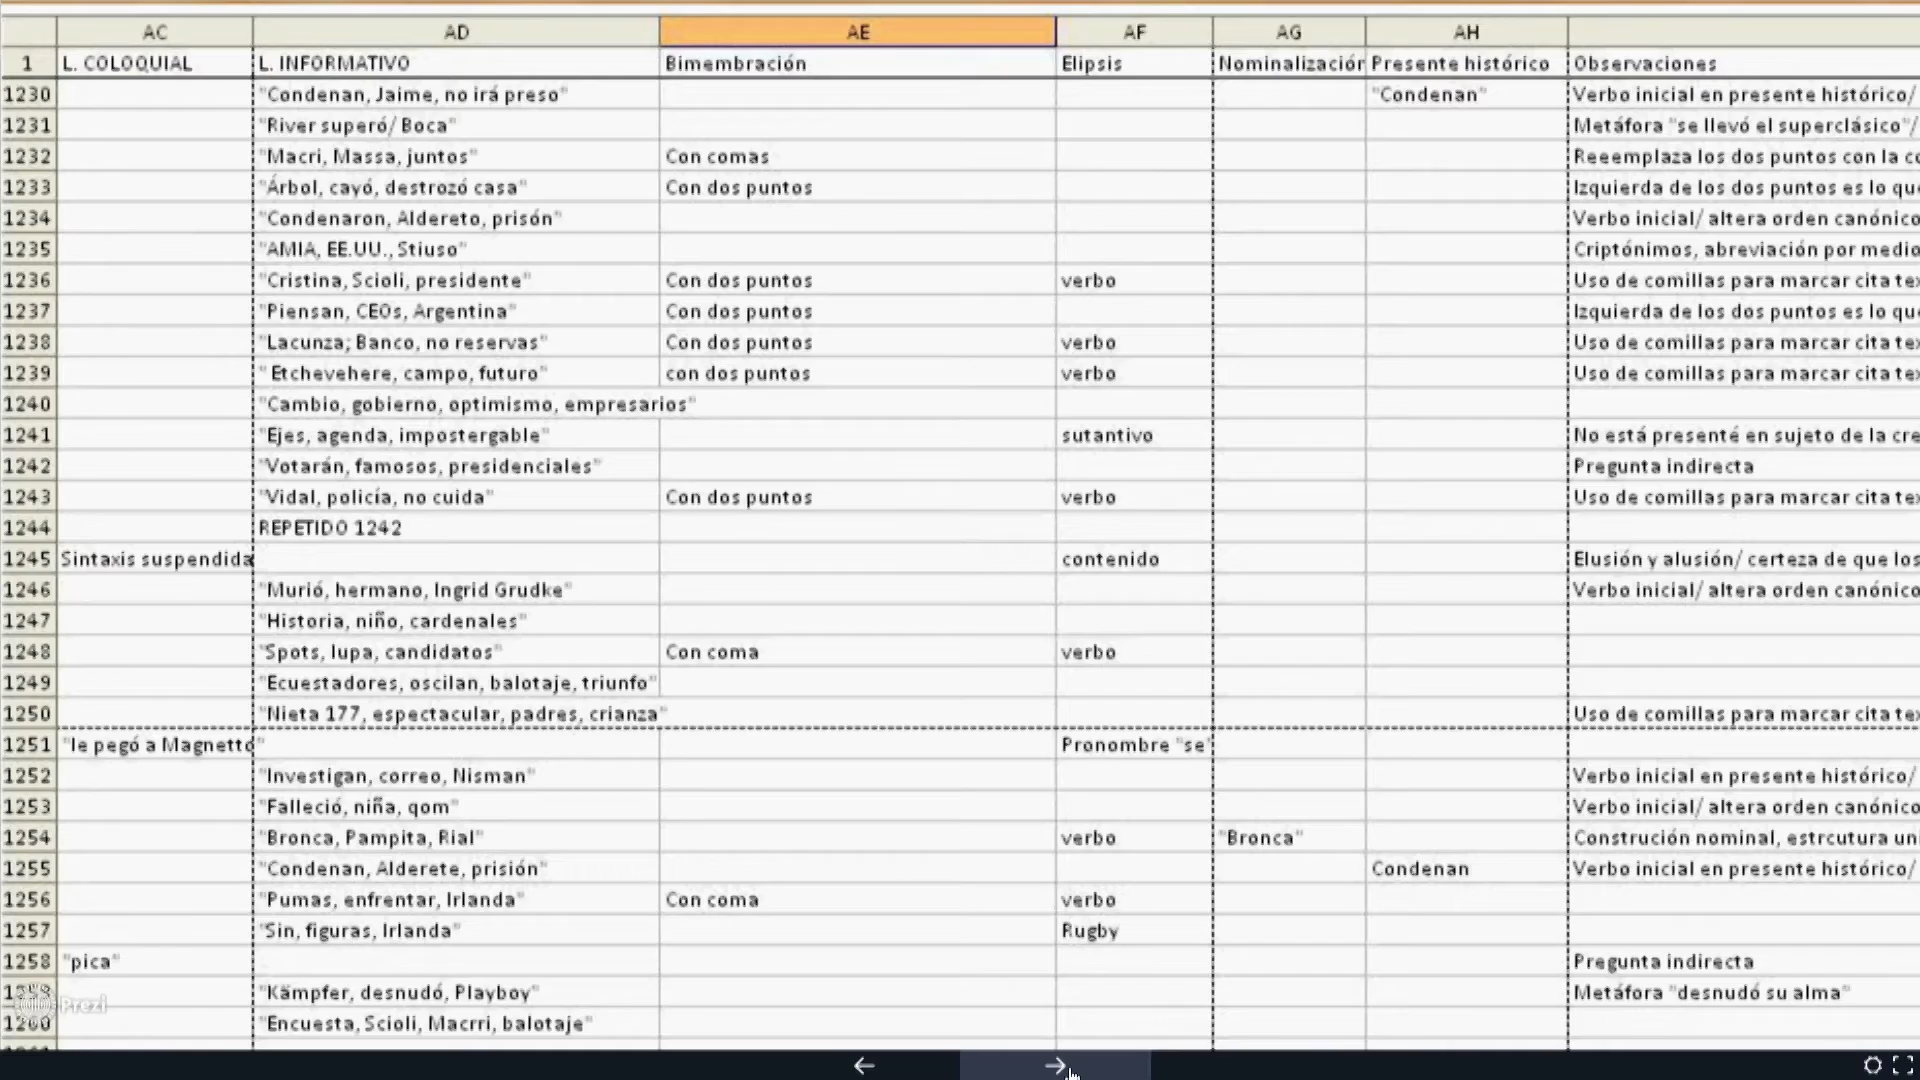 AC AD AE AF AG AH
1 L. COLOQUIAL L. INFORMATIVO Bimembración Elipsis Nominalización Presente histórico Observaciones
1230 "Condenan, Jaime, no irá preso" "Condenan" Verbo inicial en presente histórico/
1231 "River superó/ Boca" Metáfora "se llevó el superclásico"/
1232 "Macri, Massa, juntos" Con comas Reeemplaza los dos puntos con la co
1233 "Árbol, cayó, destrozó casa" Con dos puntos Izquierda de los dos puntos es lo que
1234 "Condenaron, Aldereto, prisón" Verbo inicial/ altera orden canónico
1235 "AMIA, EE.UU., Stiuso" Criptónimos, abreviación por medio
1236 "Cristina, Scioli, presidente" Con dos puntos verbo Uso de comillas para marcar cita tex
1237 "Piensan, CEOs, Argentina" Con dos puntos Izquierda de los dos puntos es lo que
1238 "Lacunza; Banco, no reservas" Con dos puntos verbo Uso de comillas para marcar cita tex
1239 " Etchevehere, campo, futuro" con dos puntos verbo Uso de comillas para marcar cita tex
1240 "Cambio, gobierno, optimismo, empresarios"
1241 "Ejes, agenda, impostergable" sutantivo No está presenté en sujeto de la cre
1242 "Votarán, famosos, presidenciales" Pregunta indirecta
1243 "Vidal, policía, no cuida" Con dos puntos verbo Uso de comillas para marcar cita tex
1244 REPETIDO 1242
1245 Sintaxis suspendida contenido Elusión y alusión/ certeza de que los
1246 "Murió, hermano, Ingrid Grudke" Verbo inicial/ altera orden canónico
1247 "Historia, niño, cardenales"
1248 "Spots, lupa, candidatos" Con coma verbo
1249 "Ecuestadores, oscilan, balotaje, triunfo"
1250 "Nieta 177, espectacular, padres, crianza" Uso de comillas para marcar cita tex
1251 "le pegó a Magnetto" Pronombre "se"
1252 "Investigan, correo, Nisman" Verbo inicial en presente histórico/
1253 "Falleció, niña, qom" Verbo inicial/ altera orden canónico
1254 "Bronca, Pampita, Rial" verbo "Bronca" Construción nominal, estrcutura un
1255 "Condenan, Alderete, prisión" Condenan Verbo inicial en presente histórico/
1256 "Pumas, enfrentar, Irlanda" Con coma verbo
1257 "Sin, figuras, Irlanda" Rugby
1258 "pica" Pregunta indirecta
1259 "Kämpfer, desnudó, Playboy" Metáfora "desnudó su alma"
Prezi
1260 "Encuesta, Scioli, Macrri, balotaje"